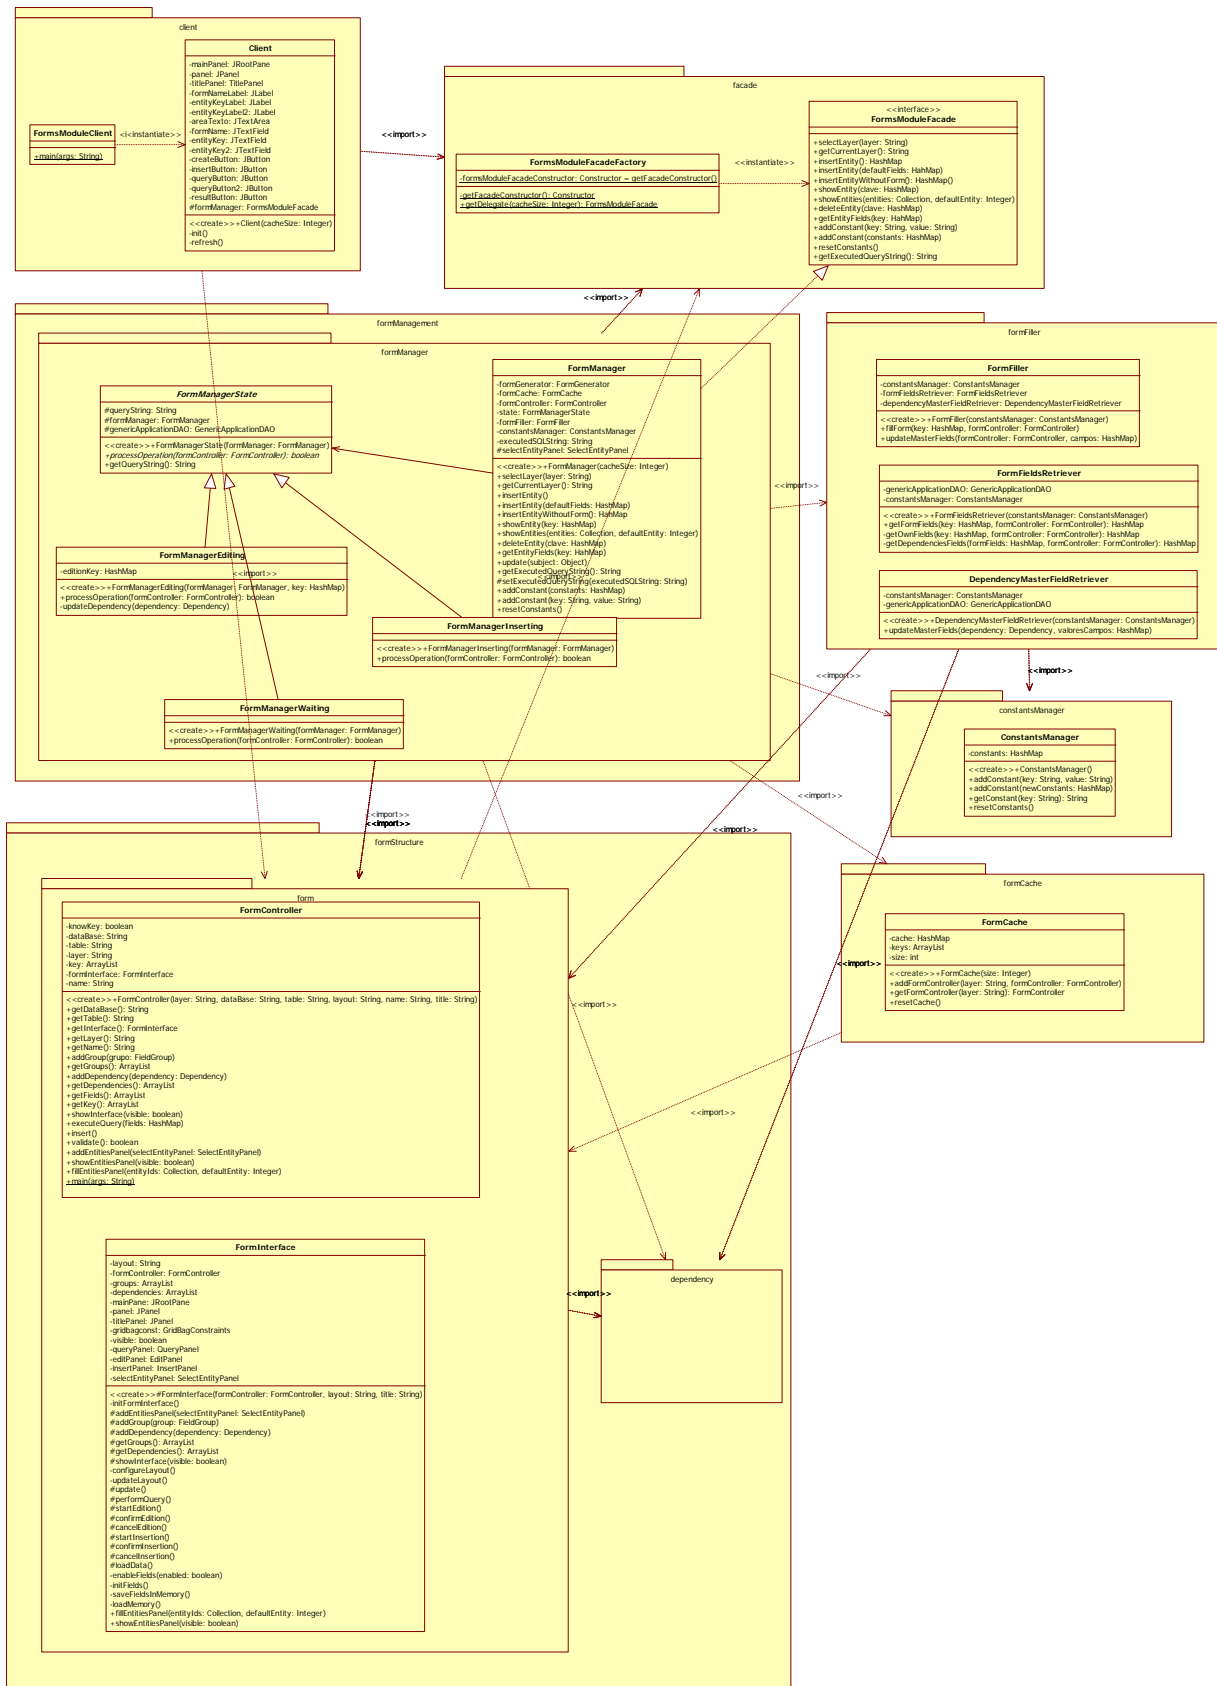 client
Client
-mainPanel: JRootPane
-panel: JPanel
-titlePanel: TitlePanel
-formNameLabel: JLabel
-entityKeyLabel: JLabel
-entityKeyLabel2: JLabel
-areaTexto: JTextArea
-formName: JTextField
-entityKey: JTextField
-entityKey2: JTextField
-createButton: JButton
-insertButton: JButton
-queryButton: JButton
-queryButton2: JButton
-resultButton: JButton
#formManager: FormsModuleFacade
<<create>>+Client(cacheSize: Integer)
-init()
-refresh()
FormsModuleClient
+main(args: String)
<i<instantiate>>
<<import>>
facade
<<interface>>
FormsModuleFacade
+selectLayer(layer: String)
+getCurrentLayer(): String
+insertEntity(): HashMap
+insertEntity(defaultFields: HahMap)
+insertEntityWithoutForm(): HashMap()
+showEntity(clave: HashMap)
+showEntities(entities: Collection, defaultEntity: Integer)
+deleteEntity(clave: HashMap)
+getEntityFields(key: HahMap)
+addConstant(key: String, value: String)
+addConstant(constants: HashMap)
+resetConstants()
+getExecutedQueryString(): String
FormsModuleFacadeFactory
-formsModuleFacadeConstructor: Constructor = getFacadeConstructor()
-getFacadeConstructor(): Constructor
+getDelegate(cacheSize: Integer): FormsModuleFacade
<<instantiate>>
<<import>>
formManagement
formManager
FormManagerState
#queryString: String
#formManager: FormManager
#genericApplicationDAO: GenericApplicationDAO
<<create>>+FormManagerState(formManager: FormManager)
+processOperation(formController: FormController): boolean
+getQueryString(): String
FormManager
-formGenerator: FormGenerator
-formCache: FormCache
-formController: FormController
-state: FormManagerState
-formFiller: FormFiller
-constantsManager: ConstantsManager
-executedSQLString: String
#selectEntityPanel: SelectEntityPanel
<<create>>+FormManager(cacheSize: Integer)
+selectLayer(layer: String)
+getCurrentLayer(): String
+insertEntity()
+insertEntity(defaultFields: HashMap)
+insertEntityWithoutForm(): HahMap
+showEntity(key: HashMap)
+showEntities(entities: Collection, defaultEntity: Integer)
+deleteEntity(clave: HashMap)
+getEntityFields(key: HahMap)
+update(subject: Object)
+getExecutedQueryString(): String
#setExecutedQueryString(executedSQLString: String)
+addConstant(constants: HashMap)
+addConstant(key: String, value: String)
+resetConstants()
<<import>>
FormManagerEditing
-editionKey: HashMap
<<create>>+FormManagerEditing(formManager: FormManager, key: HashMap)
+processOperation(formController: FormController): boolean
-updateDependency(dependency: Dependency)
<<import>>
FormManagerInserting
<<create>>+FormManagerInserting(formManager: FormManager)
+processOperation(formController: FormController): boolean
FormManagerWaiting
<<create>>+FormManagerWaiting(formManager: FormManager)
+processOperation(formController: FormController): boolean
<<import>>
formFiller
FormFiller
-constantsManager: ConstantsManager
-formFieldsRetriever: FormFieldsRetriever
-dependencyMasterFieldRetriever: DependencyMasterFieldRetriever
<<create>>+FormFiller(constantsManager: ConstantsManager)
+fillForm(key: HashMap, formController: FormController)
+updateMasterFields(formController: FormController, campos: HashMap)
FormFieldsRetriever
-genericApplicationDAO: GenericApplicationDAO
-constantsManager: ConstantsManager
<<create>>+FormFieldsRetriever(constantsManager: ConstantsManager)
+getFormFields(key: HashMap, formController: FormController): HashMap
-getOwnFields(key: HashMap, formController: FormController): HashMap
-getDependenciesFields(formFields: HashMap, formController: FormController): HashMap
DependencyMasterFieldRetriever
-constantsManager: ConstantsManager
-genericApplicationDAO: GenericApplicationDAO
<<create>>+DependencyMasterFieldRetriever(constantsManager: ConstantsManager)
+updateMasterFields(dependency: Dependency, valoresCampos: HashMap)
<<import>>
<<import>>
constantsManager
ConstantsManager
-constants: HashMap
<<create>>+ConstantsManager()
+addConstant(key: String, value: String)
+addConstant(newConstants: HashMap)
+getConstant(key: String): String
+resetConstants()
<<import>>
<<import>>
<<import>>
<<import>>
formStructure
form
FormController
-knowKey: boolean
-dataBase: String
-table: String
-layer: String
-key: ArrayList
-formInterface: FormInterface
-name: String
<<create>>+FormController(layer: String, dataBase: String, table: String, layout: String, name: String, title: String)
+getDataBase(): String
+getTable(): String
+getInterface(): FormInterface
+getLayer(): String
+getName(): String
+addGroup(grupo: FieldGroup)
+getGroups(): ArrayList
+addDependency(dependency: Dependency)
+getDependencies(): ArrayList
+getFields(): ArrayList
+getKey(): ArrayList
+showInterface(visible: boolean)
+executeQuery(fields: HashMap)
+insert()
+validate(): boolean
+addEntitiesPanel(selectEntityPanel: SelectEntityPanel)
+showEntitiesPanel(visible: boolean)
+fillEntitiesPanel(entityIds: Collection, defaultEntity: Integer)
+main(args: String)
formCache
FormCache
-cache: HashMap
-keys: ArrayList
-size: int
<<create>>+FormCache(size: Integer)
+addFormController(layer: String, formController: FormController)
+getFormController(layer: String): FormController
+resetCache()
<<import>>
<<import>>
<<import>>
FormInterface
-layout: String
-formController: FormController
-groups: ArrayList
-dependencies: ArrayList
-mainPane: JRootPane
-panel: JPanel
-titlePanel: JPanel
-gridbagconst: GridBagConstraints
-visible: boolean
-queryPanel: QueryPanel
-editPanel: EditPanel
-insertPanel: InsertPanel
-selectEntityPanel: SelectEntityPanel
<<create>>#FormInterface(formController: FormController, layout: String, title: String)
-initFormInterface()
#addEntitiesPanel(selectEntityPanel: SelectEntityPanel)
#addGroup(group: FieldGroup)
#addDependency(dependency: Dependency)
#getGroups(): ArrayList
#getDependencies(): ArrayList
#showInterface(visible: boolean)
-configureLayout()
-updateLayout()
#update()
#performQuery()
#startEdition()
#confirmEdition()
#cancelEdition()
#startInsertion()
#confirmInsertion()
#cancelInsertion()
#loadData()
-enableFields(enabled: boolean)
-initFields()
-saveFieldsInMemory()
-loadMemory()
+fillEntitiesPanel(entityIds: Collection, defaultEntity: Integer)
+showEntitiesPanel(visible: boolean)
dependency
<<import>>